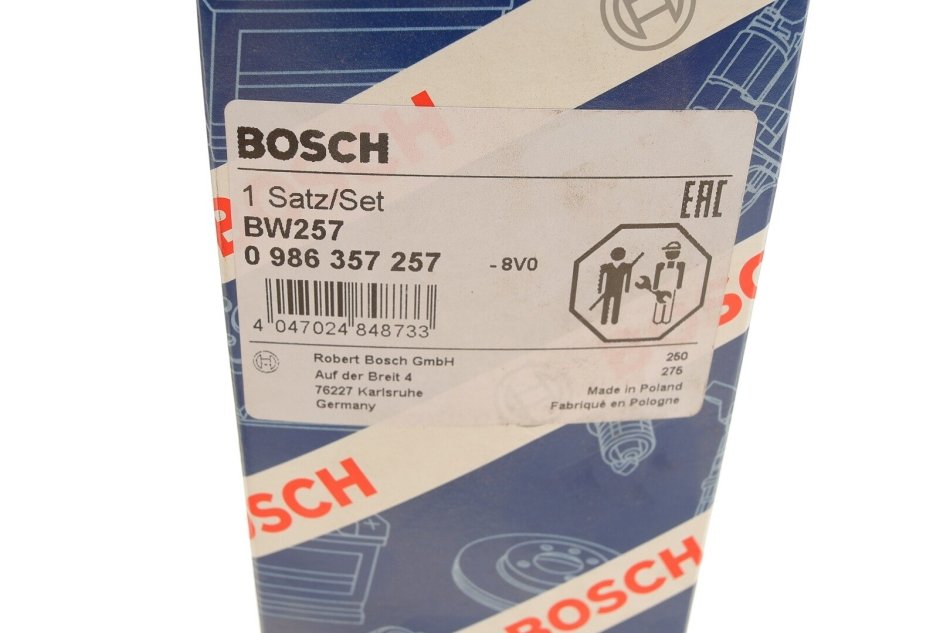 BOSCH
BOSCH
1 Satz/Set
EAC
BW257
0 986 357 257 - 8V0
4 047024 848733
Robert Bosch GmbH
Auf der Breit 4
76227 Karlsruhe
Germany
250
275
Made in Poland
Fabriqué en Pologne
BOSCH
BOSCH
BOSCH